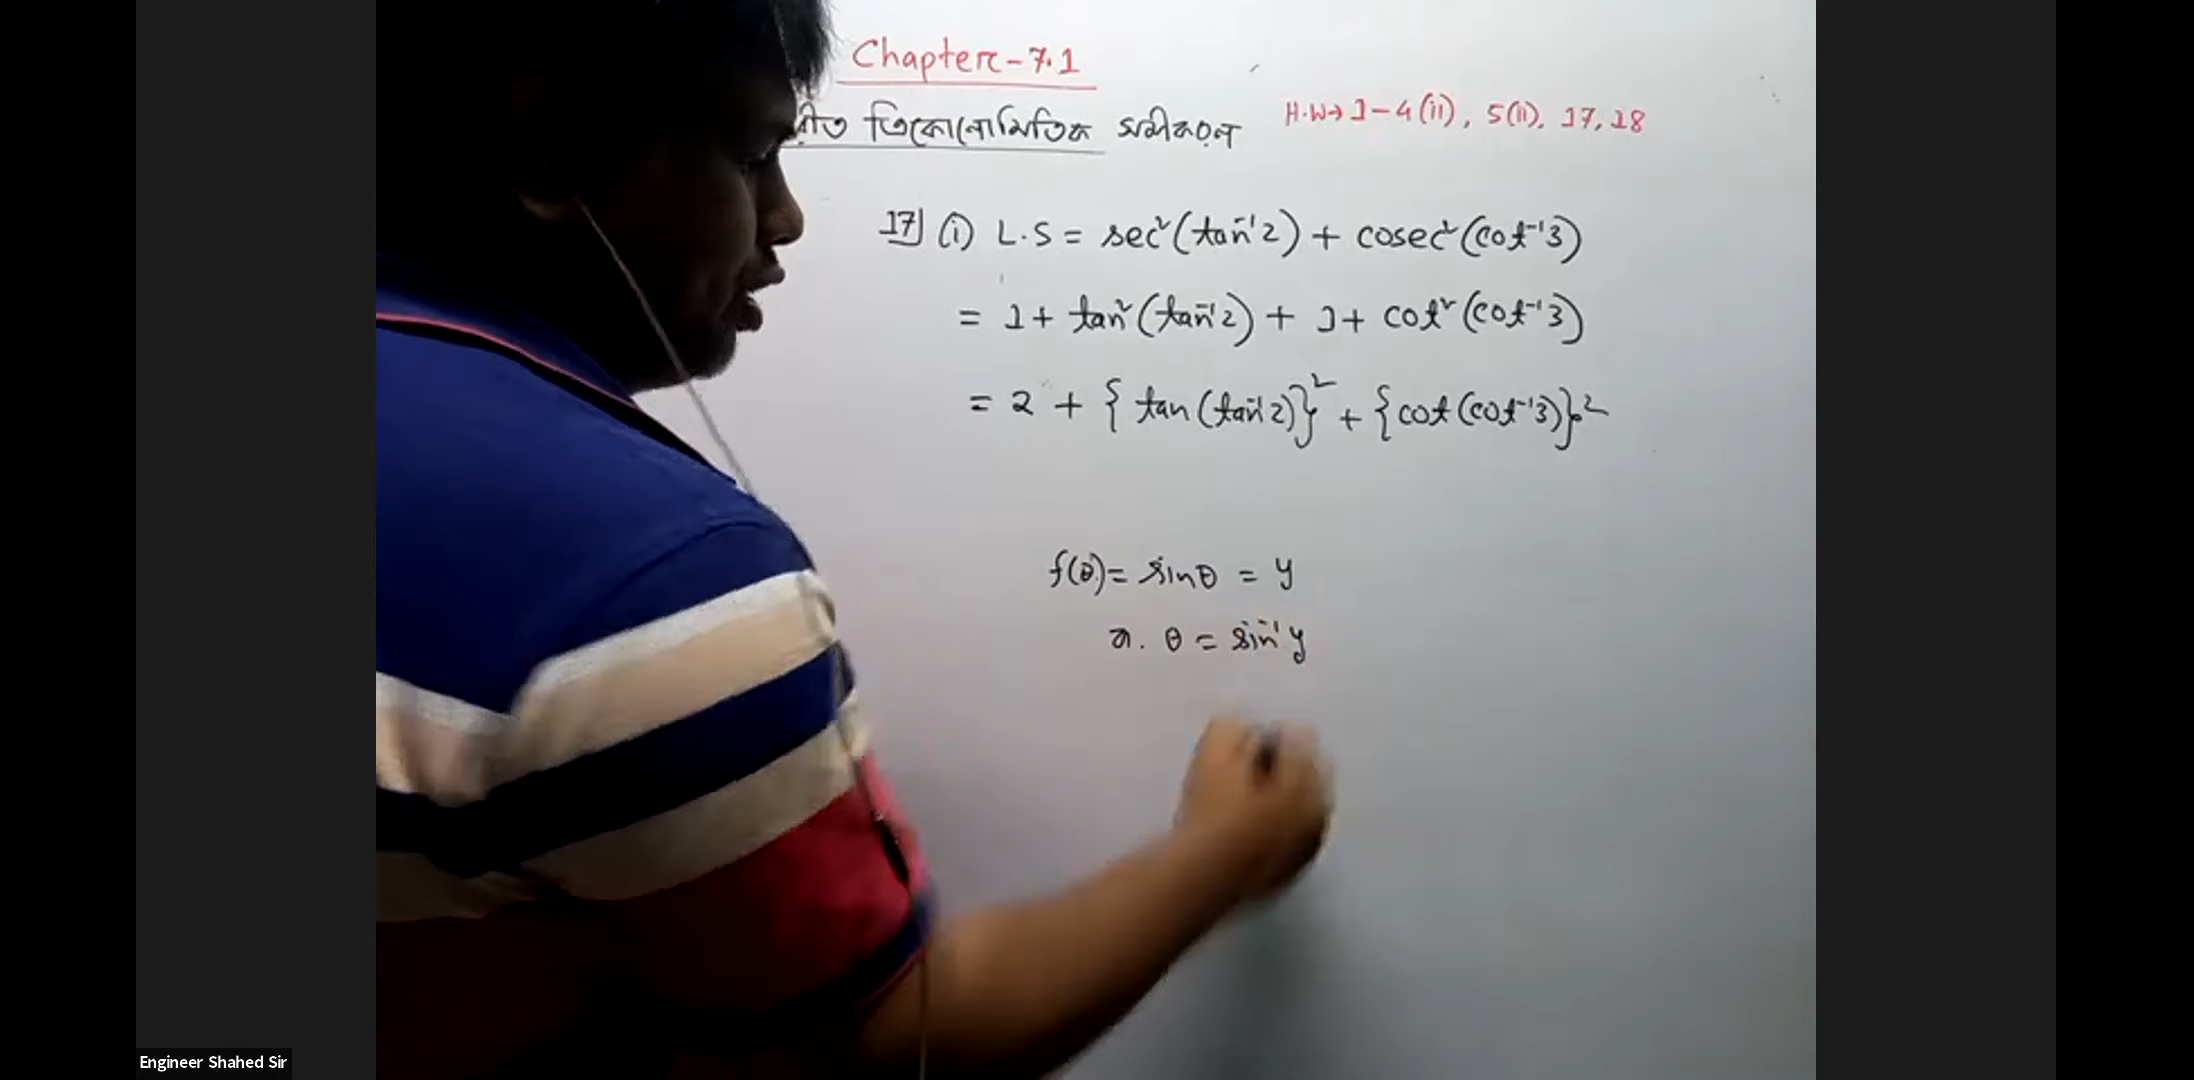 Chapter-7.1
ত্রিকোনোমিতিক সমীকরণ
H.W→ 1-4(ii), 5(ii), 17, 18
17] (i) L.S = sec²(tan⁻¹2) + cosec²(cot⁻¹3)
= 1+ tan²(tan⁻¹2) + 1+ cot²(cot⁻¹3)
= 2 + {tan(tan⁻¹2)}² + {cot(cot⁻¹3)}²
f(θ)= sinθ = y
θ = sin⁻¹y
Engineer Shahed Sir